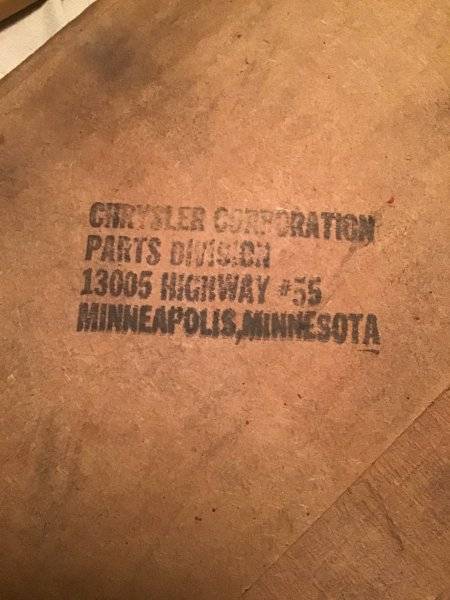 CHRYSLER CORPORATION
PARTS DIVISION
13005 HIGHWAY #55
MINNEAPOLIS,MINNESOTA